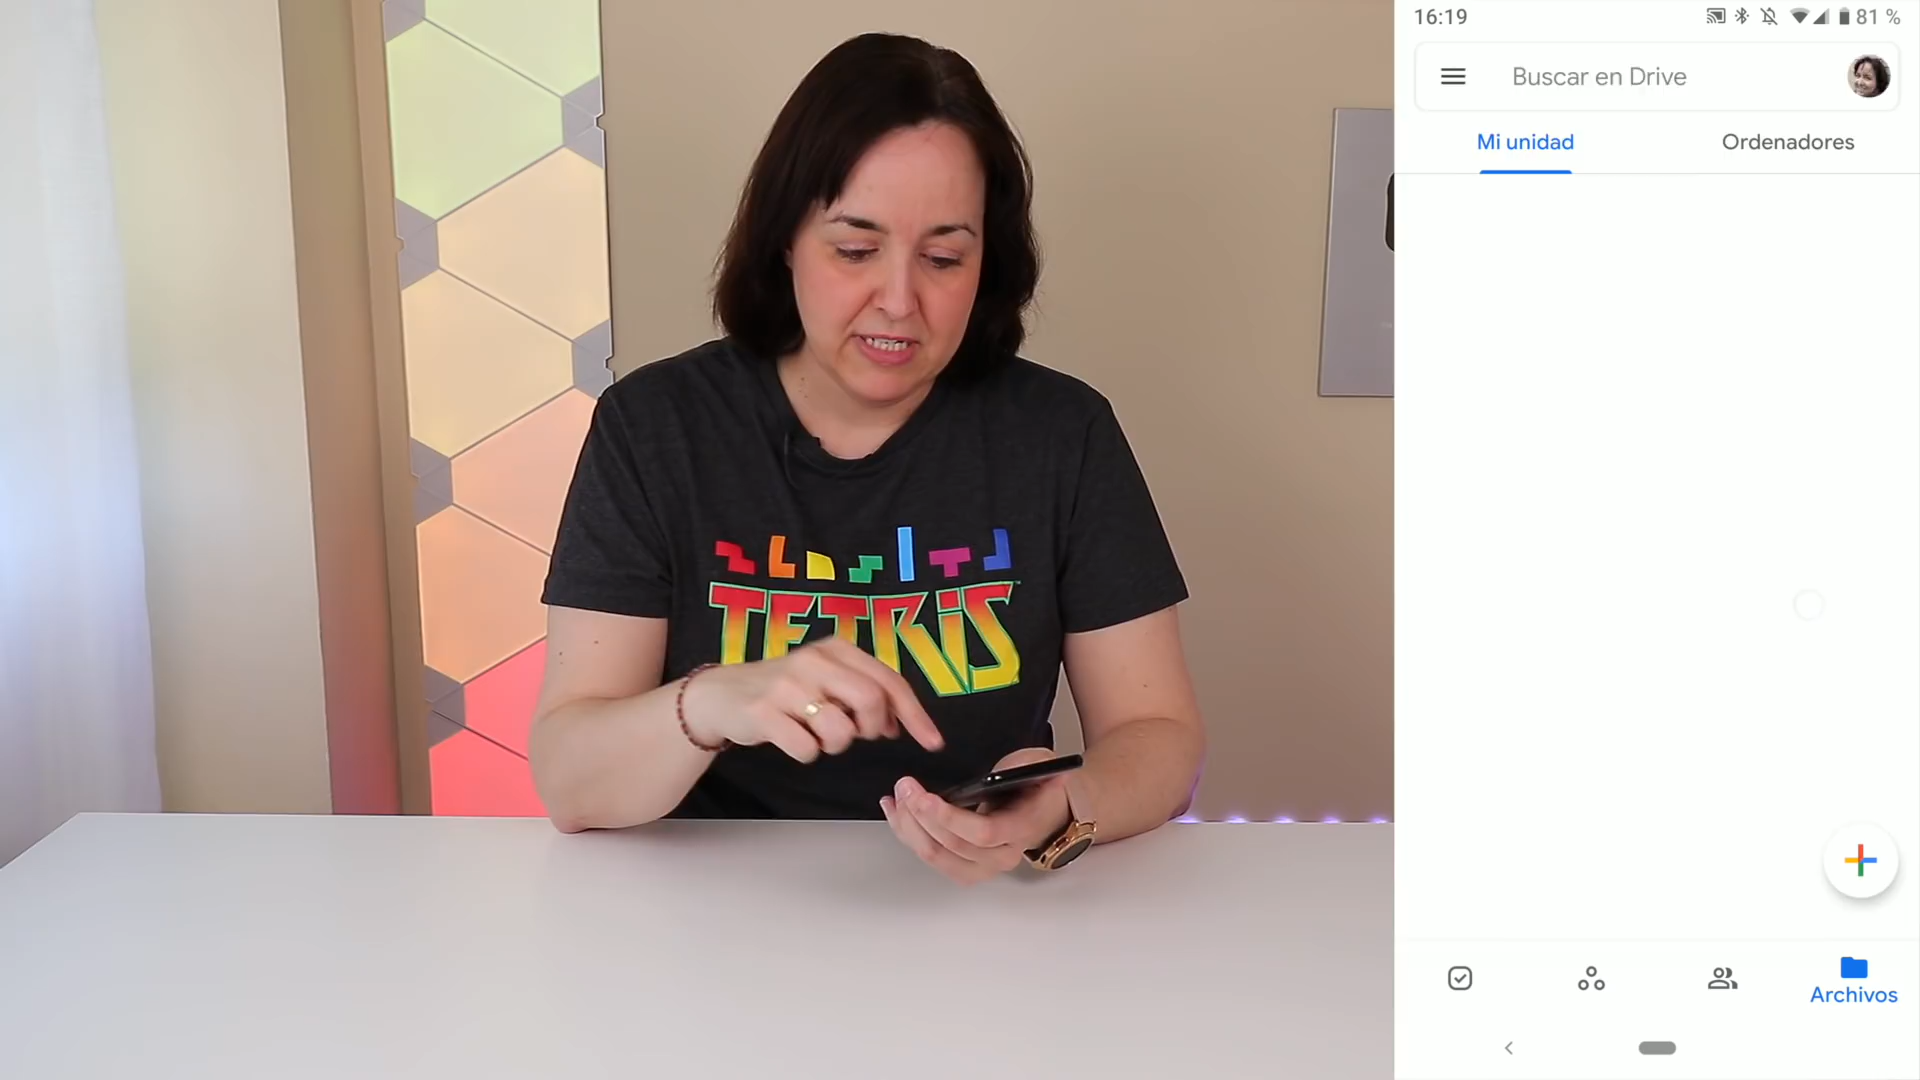 TETRIS
16:19
81 %
Buscar en Drive
Mi unidad
Ordenadores
Archivos